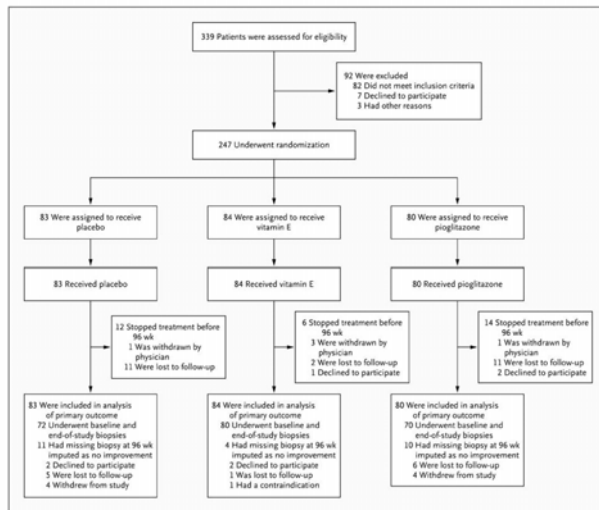 339 Patients were assessed for eligibility
92 Were excluded
82 Did not meet inclusion criteria
7 Declined to participate
3 Had other reasons
247 Underwent randomization
83 Were assigned to receive
placebo
84 Were assigned to receive
vitamin E
80 Were assigned to receive
pioglitazone
83 Received placebo
84 Received vitamin E
80 Received pioglitazone
12 Stopped treatment before
96 wk
1 Was withdrawn by
physician
11 Were lost to follow-up
6 Stopped treatment before
96 wk
3 Were withdrawn by
physician
2 Were lost to follow-up
1 Declined to participate
14 Stopped treatment before
96 wk
1 Was withdrawn by
physician
11 Were lost to follow-up
2 Declined to participate
83 Were included in analysis
of primary outcome
72 Underwent baseline and
end-of-study biopsies
11 Had missing biopsy at 96 wk
imputed as no improvement
2 Declined to participate
5 Were lost to follow-up
4 Withdrew from study
84 Were included in analysis
of primary outcome
80 Underwent baseline and
end-of-study biopsies
4 Had missing biopsy at 96 wk
imputed as no improvement
2 Declined to participate
1 Was lost to follow-up
1 Had a contraindication
80 Were included in analysis
of primary outcome
70 Underwent baseline and
end-of-study biopsies
10 Had missing biopsy at 96 wk
imputed as no improvement
6 Were lost to follow-up
4 Withdrew from study